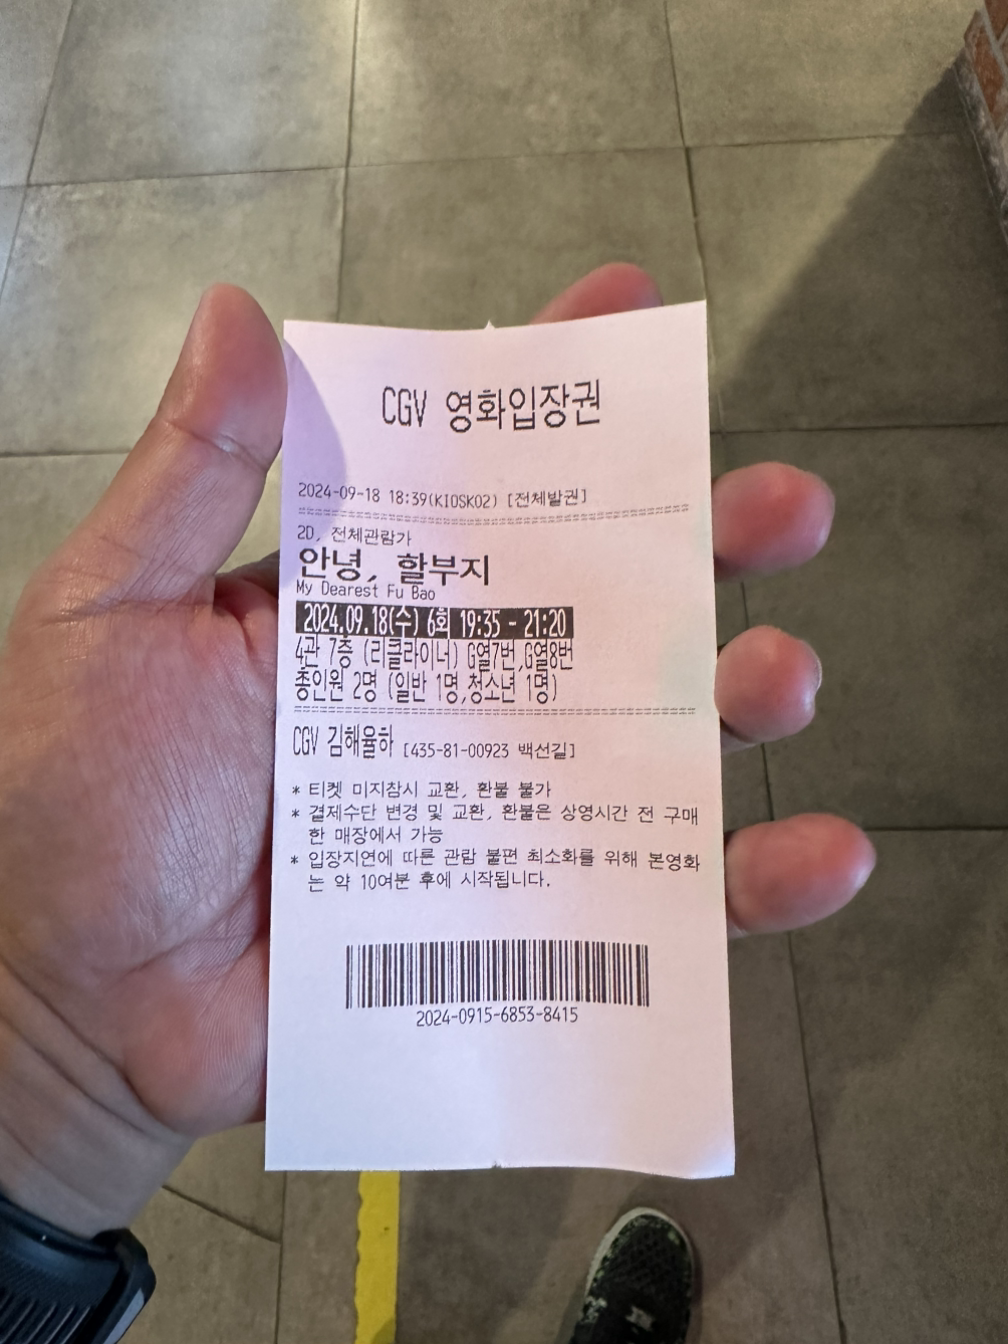 CGV 영화입장권
2024-09-18 18:39(KIOSK02) [전체발권]
2D, 전체관람가
안녕, 할부지
My Dearest Fu Bao
2024.09.18(수) 6회 19:35 - 21:20
4관 7층 (리클라이너) G열7번,G열8번
총인원 2명 (일반 1명,청소년 1명)
CGV 김해율하 [435-81-00923 백선길]
* 티켓 미지참시 교환, 환불 불가
* 결제수단 변경 및 교환, 환불은 상영시간 전 구매
한 매장에서 가능
* 입장지연에 따른 관람 불편 최소화를 위해 본영화
는 약 10여분 후에 시작됩니다.
2024-0915-6853-8415